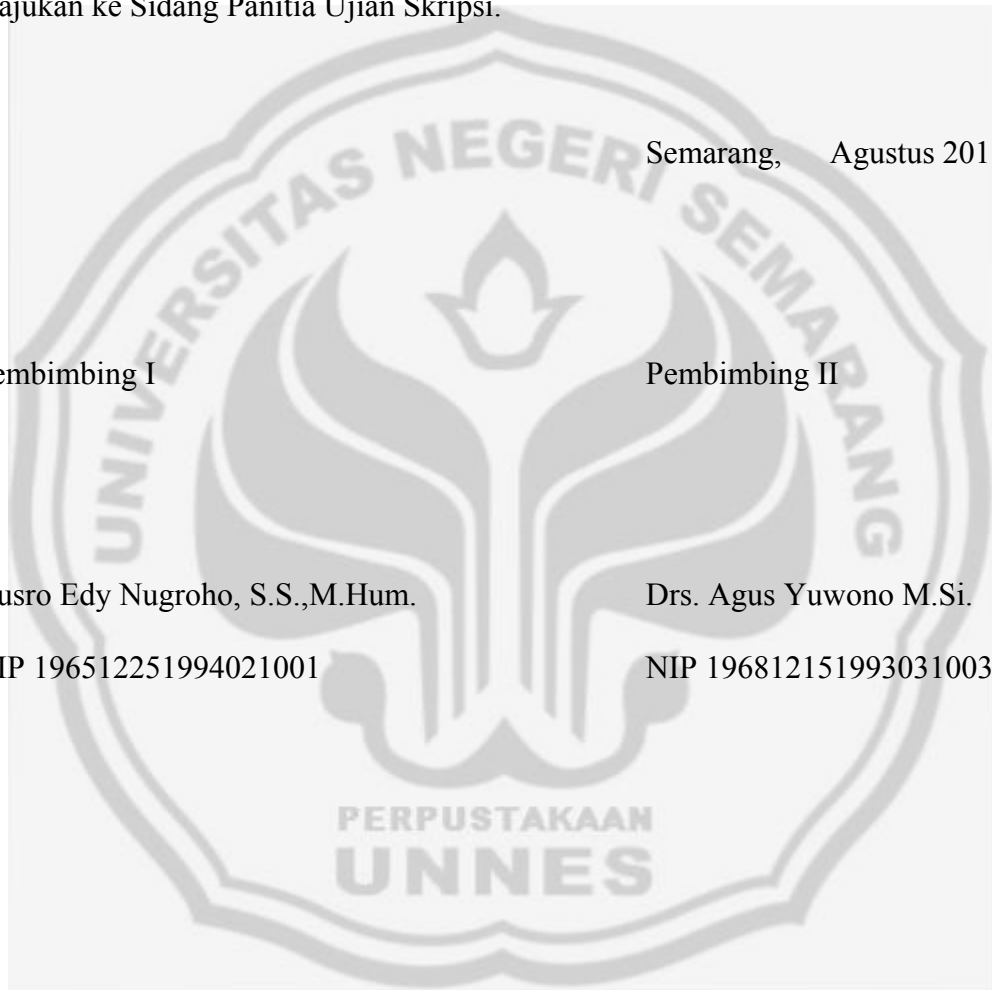 ajukan ke Sidang Panitia Ujian Skripsi.
Semarang, Agustus 201
embimbing I Pembimbing II
usro Edy Nugroho, S.S.,M.Hum. Drs. Agus Yuwono M.Si.
IP 196512251994021001 NIP 196812151993031003
UNIVERSITAS NEGERI SEMARANG
PERPUSTAKAAN
UNNES